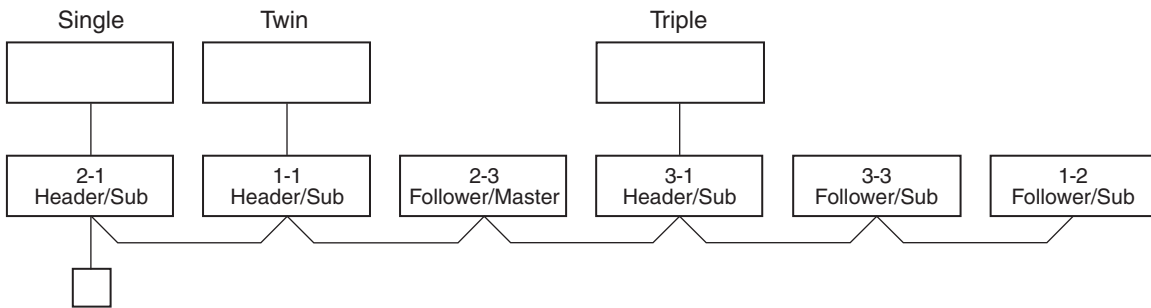 Single
Twin
Triple
2-1
Header/Sub
1-1
Header/Sub
2-3
Follower/Master
3-1
Header/Sub
3-3
Follower/Sub
1-2
Follower/Sub